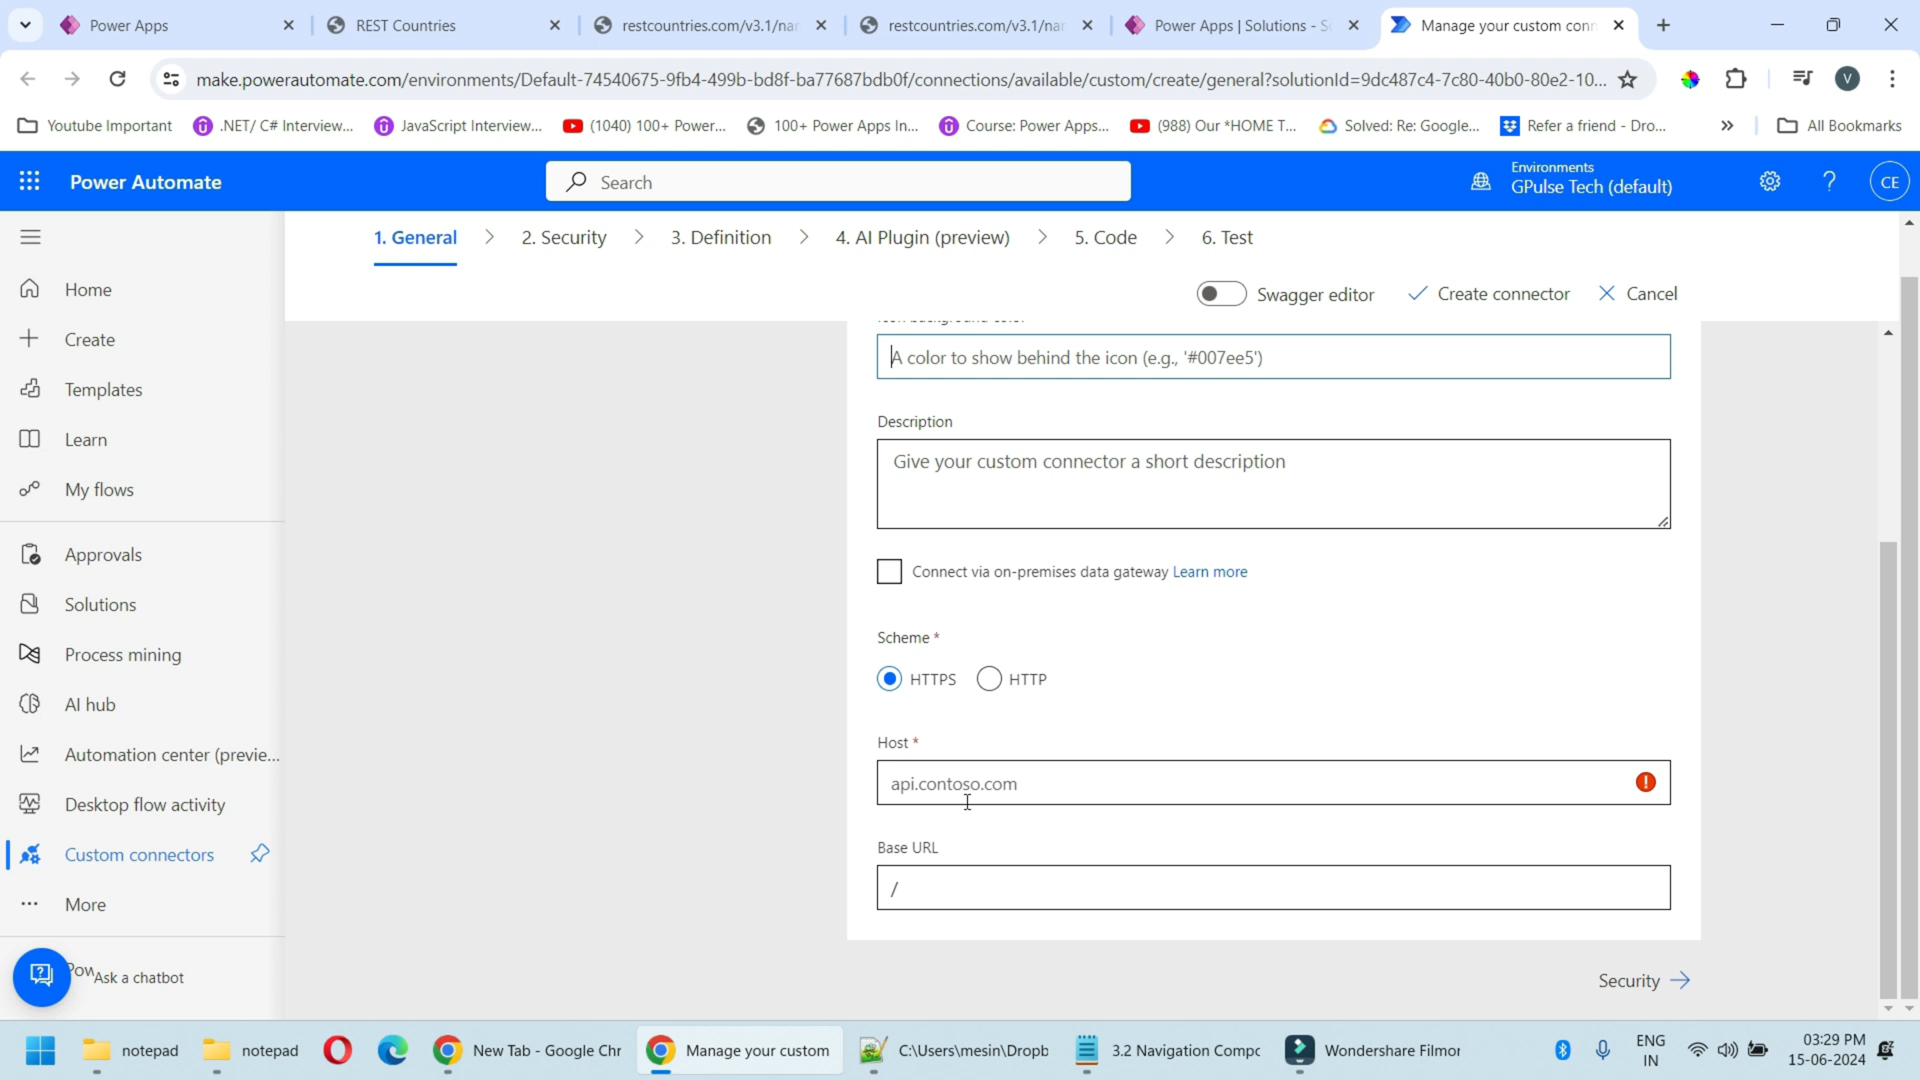 Power Apps
REST Countries
restcountries.com/v3.1/nar
restcountries.com/v3.1/nar
Power Apps | Solutions - S
Manage your custom conn
make.powerautomate.com/environments/Default-74540675-9fb4-499b-bd8f-ba77687bdb0f/connections/available/custom/create/general?solutionId=9dc487c4-7c80-40b0-80e2-10...
V
Youtube Important
.NET/ C# Interview...
JavaScript Interview...
(1040) 100+ Power...
100+ Power Apps In...
Course: Power Apps...
(988) Our *HOME T...
Solved: Re: Google...
Refer a friend - Dro...
All Bookmarks
Power Automate
Search
Environments
GPulse Tech (default)
CE
1. General
2. Security
3. Definition
4. AI Plugin (preview)
5. Code
6. Test
Swagger editor
Create connector
Cancel
Home
Create
Templates
Learn
My flows
Approvals
Solutions
Process mining
AI hub
Automation center (previe...
Desktop flow activity
Custom connectors
More
Pow
Ask a chatbot
A color to show behind the icon (e.g., '#007ee5')
Description
Give your custom connector a short description
Connect via on-premises data gateway Learn more
Scheme *
HTTPS
HTTP
Host *
api.contoso.com
Base URL
/
Security
notepad
notepad
New Tab - Google Chr
Manage your custom
C:\Users\mesin\Dropb
3.2 Navigation Compc
Wondershare Filmor
ENG
IN
03:29 PM
15-06-2024